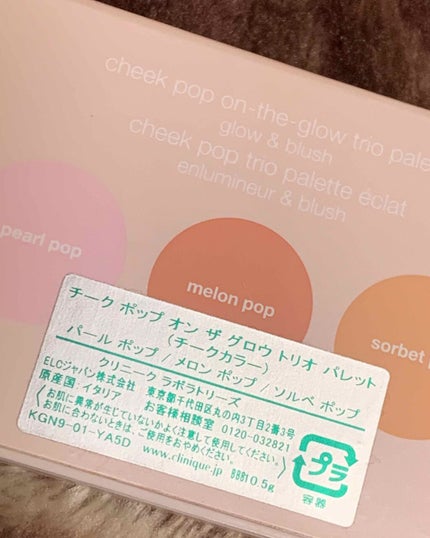 cheek pop on-the-glow trio pale
glow & blush
cheek pop trio palette éclat
enlumineur & blush
pearl pop
melon pop
sorbet
チーク ポップ オン ザ グロウ トリオ パレット
(チークカラー)
パール ポップ / メロン ポップ / ソルベ ポップ
クリニーク ラボラトリーズ
ELCジャパン株式会社 東京都千代田区丸の内3丁目2番3号
原産国 イタリア お客様相談室 0120-032821
お肌に異常が生じていないかよく注意して使用してください。
お肌に合わないときは、ご使用をおやめください。
KGN9-01-YA5D www.clinique.jp 10.5g
プラ
容器